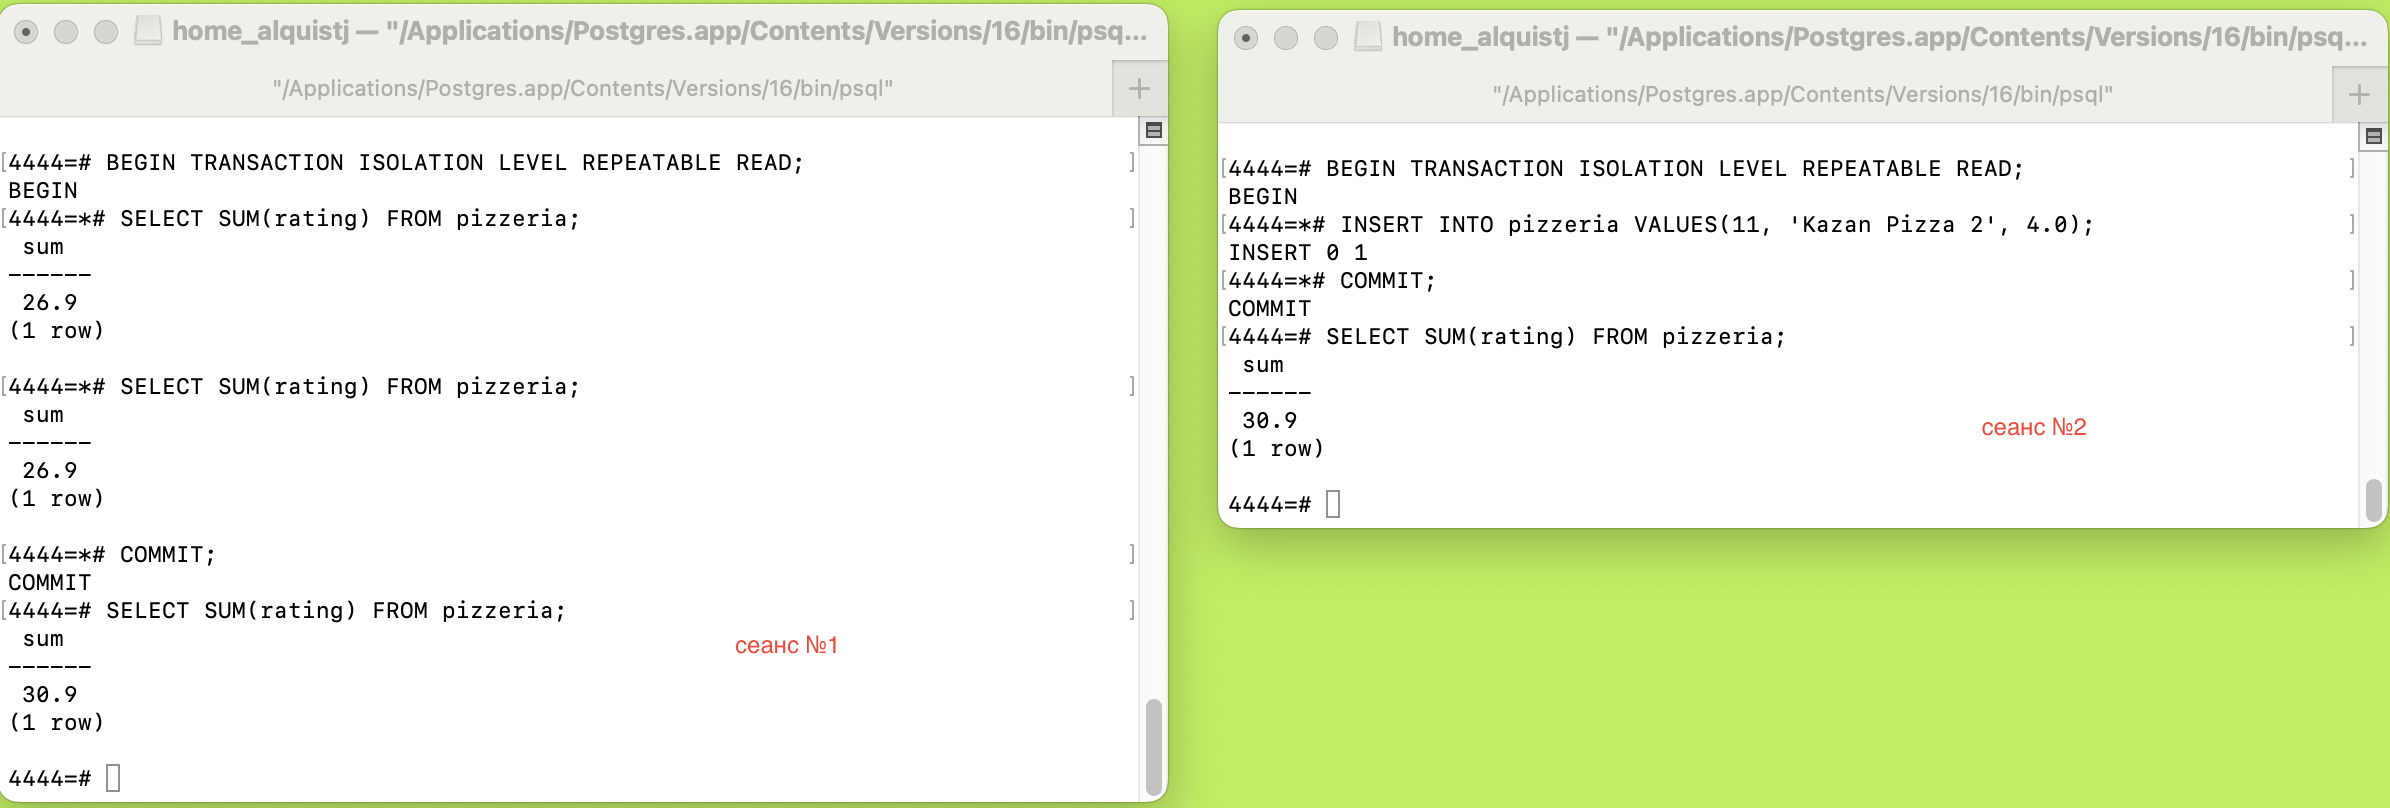 home_alquistj — "/Applications/Postgres.app/Contents/Versions/16/bin/psq...
"/Applications/Postgres.app/Contents/Versions/16/bin/psql"
+
[4444=# BEGIN TRANSACTION ISOLATION LEVEL REPEATABLE READ; ]
BEGIN
[4444=*# SELECT SUM(rating) FROM pizzeria; ]
sum
------
26.9
(1 row)
[4444=*# SELECT SUM(rating) FROM pizzeria; ]
sum
------
26.9
(1 row)
[4444=*# COMMIT; ]
COMMIT
[4444=# SELECT SUM(rating) FROM pizzeria; ]
sum
------
30.9
(1 row)
4444=#
сеанс №1
home_alquistj — "/Applications/Postgres.app/Contents/Versions/16/bin/psq...
"/Applications/Postgres.app/Contents/Versions/16/bin/psql"
+
[4444=# BEGIN TRANSACTION ISOLATION LEVEL REPEATABLE READ; ]
BEGIN
[4444=*# INSERT INTO pizzeria VALUES(11, 'Kazan Pizza 2', 4.0); ]
INSERT 0 1
[4444=*# COMMIT; ]
COMMIT
[4444=# SELECT SUM(rating) FROM pizzeria; ]
sum
------
30.9
(1 row)
4444=#
сеанс №2